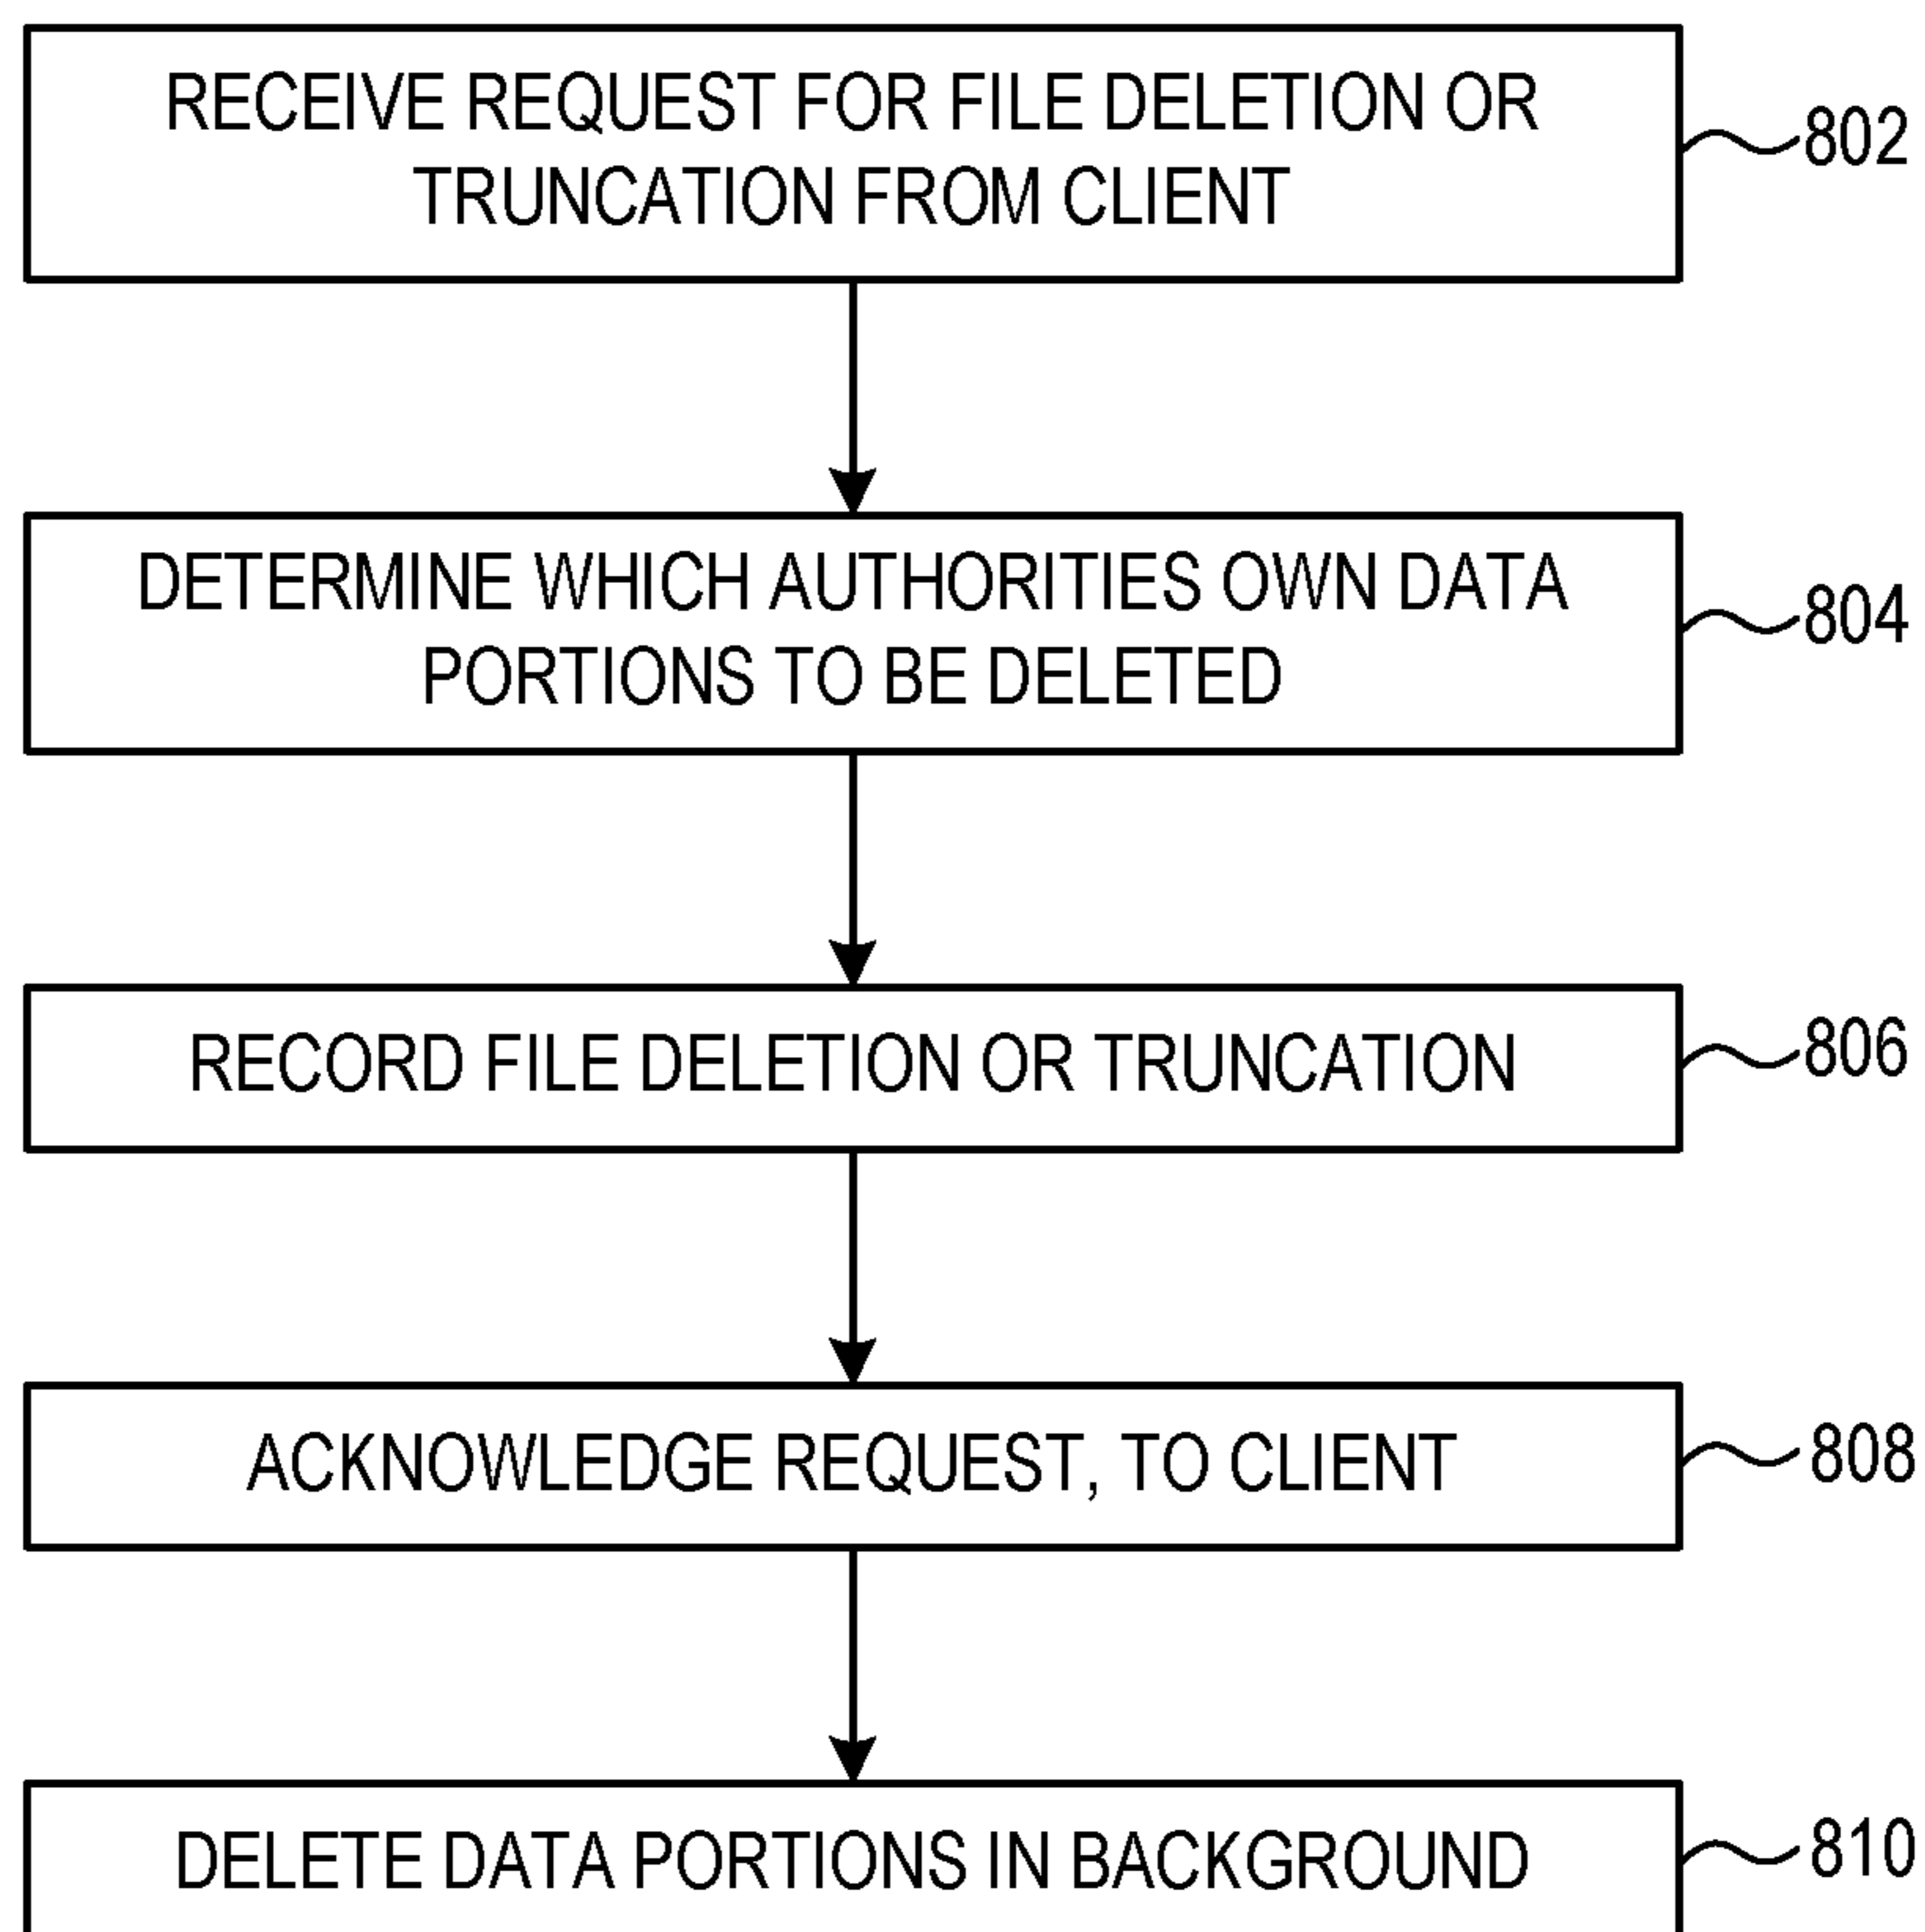 RECEIVE REQUEST FOR FILE DELETION OR
TRUNCATION FROM CLIENT
802
DETERMINE WHICH AUTHORITIES OWN DATA
PORTIONS TO BE DELETED
804
RECORD FILE DELETION OR TRUNCATION
806
ACKNOWLEDGE REQUEST, TO CLIENT
808
DELETE DATA PORTIONS IN BACKGROUND
810